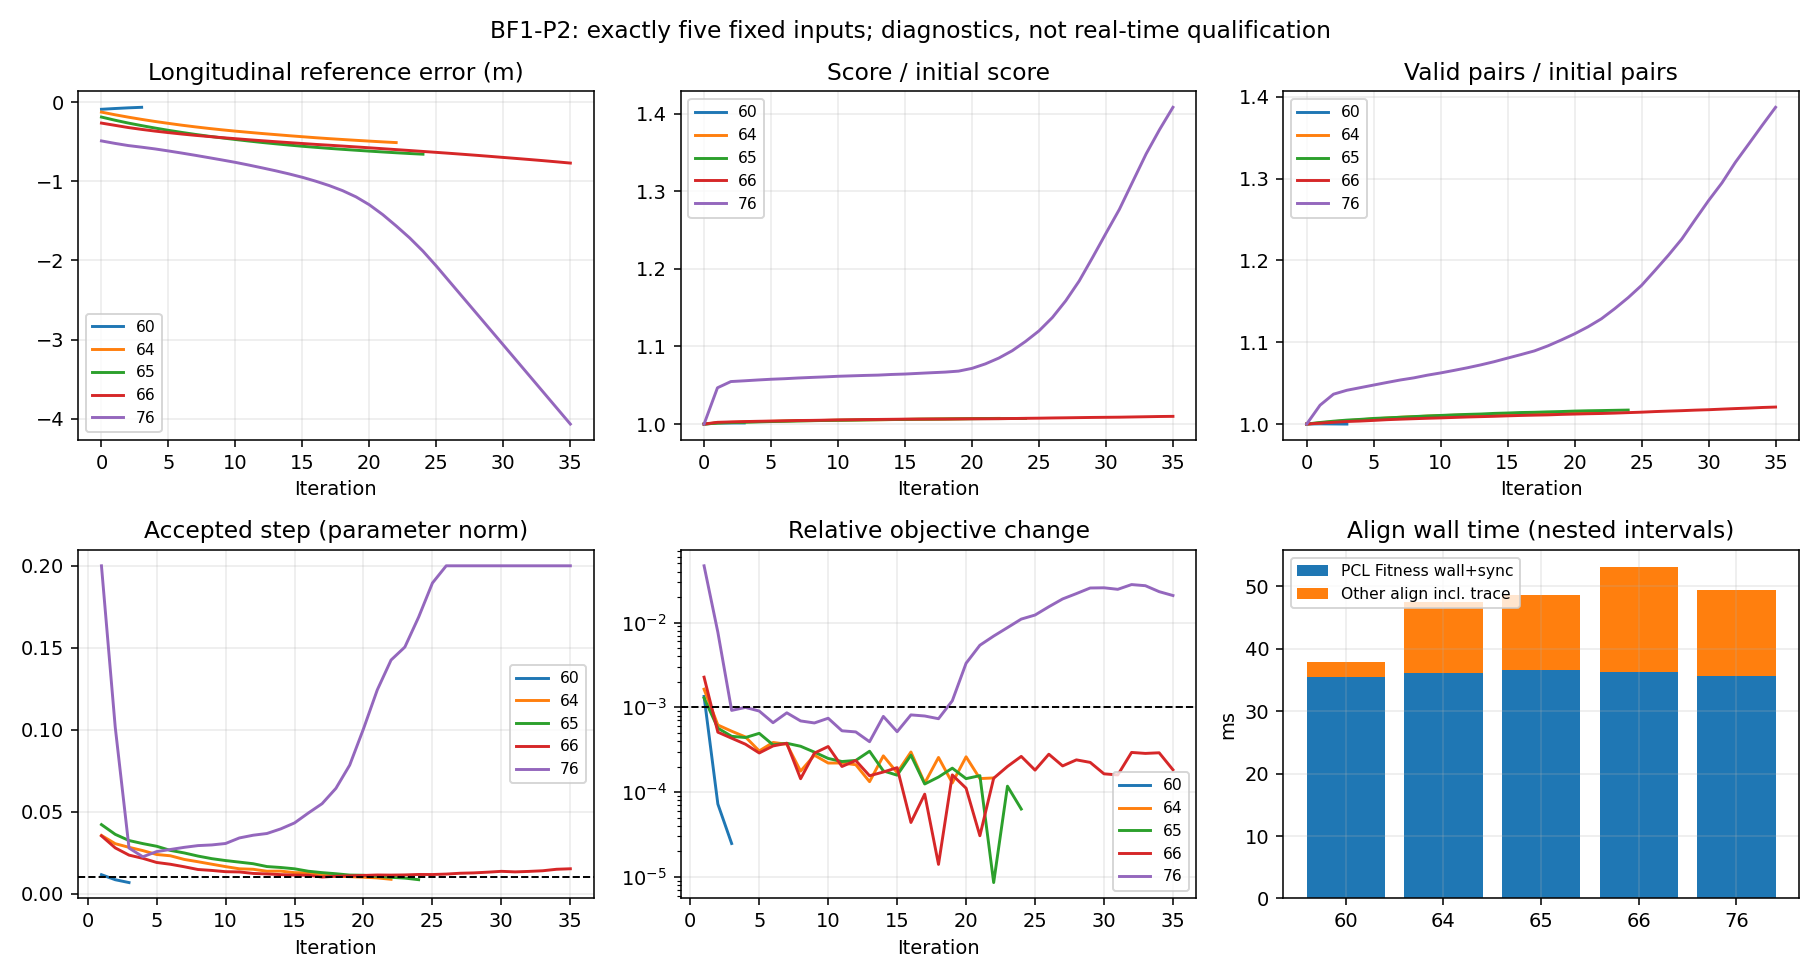 BF1-P2: exactly five fixed inputs; diagnostics, not real-time qualification
Longitudinal reference error (m)
0
−1
−2
−3
−4
60
64
65
66
76
0 5 10 15 20 25 30 35
Iteration
Score / initial score
1.4
1.3
1.2
1.1
1.0
60
64
65
66
76
0 5 10 15 20 25 30 35
Iteration
Valid pairs / initial pairs
1.4
1.3
1.2
1.1
1.0
60
64
65
66
76
0 5 10 15 20 25 30 35
Iteration
Accepted step (parameter norm)
0.20
0.15
0.10
0.05
0.00
60
64
65
66
76
0 5 10 15 20 25 30 35
Iteration
Relative objective change
10⁻²
10⁻³
10⁻⁴
10⁻⁵
60
64
65
66
76
0 5 10 15 20 25 30 35
Iteration
Align wall time (nested intervals)
ms
50
40
30
20
10
0
PCL Fitness wall+sync
Other align incl. trace
60 64 65 66 76